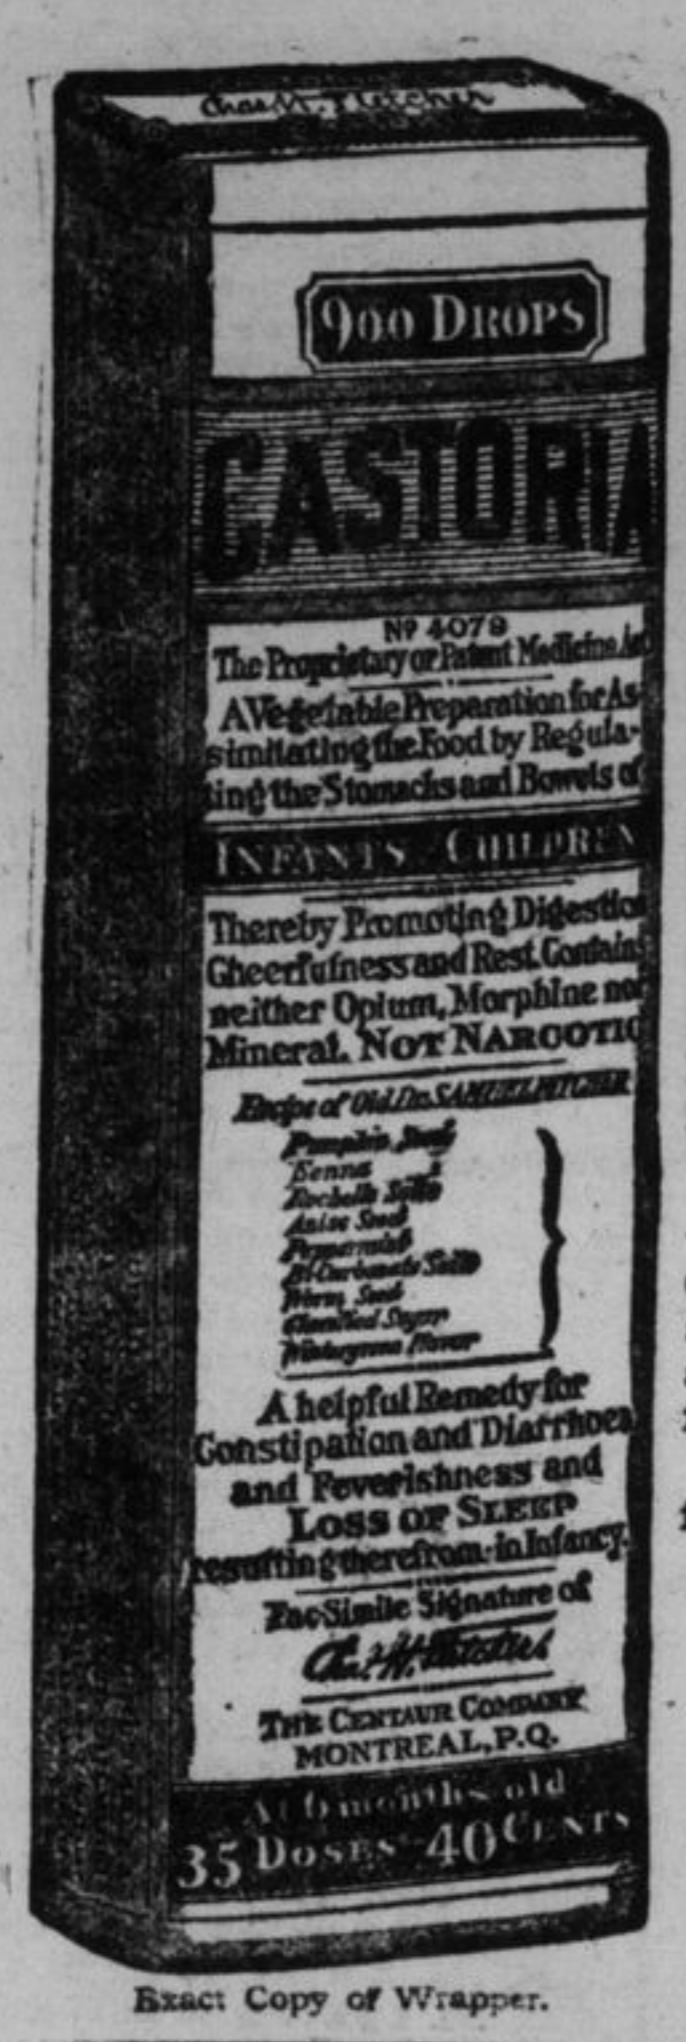 Chas H. Fletcher
900 DROPS
CASTORIA
Nº 4079
The Proprietary or Patent Medicine Act
A Vegetable Preparation for As-
similating the Food by Regula-
ting the Stomachs and Bowels of
INFANTS CHILDREN
Thereby Promoting Digestion
Cheerfulness and Rest. Contains
neither Opium, Morphine nor
Mineral. NOT NARCOTIC
Recipe of Old Dr. SAMUEL PITCHER
Pumpkin Seed
Senna
Rochelle Salts
Anise Seed
Peppermint
Bi-Carbonate Soda
Worm Seed
Clarified Sugar
Wintergreen Flavor
A helpful Remedy for
Constipation and Diarrhoea
and Feverishness and
LOSS OF SLEEP
resulting therefrom in Infancy.
Fac-Simile Signature of
Chas. H. Fletcher.
THE CENTAUR COMPANY
MONTREAL, P.Q.
At 6 months old
35 DOSES - 40 CENTS
Exact Copy of Wrapper.